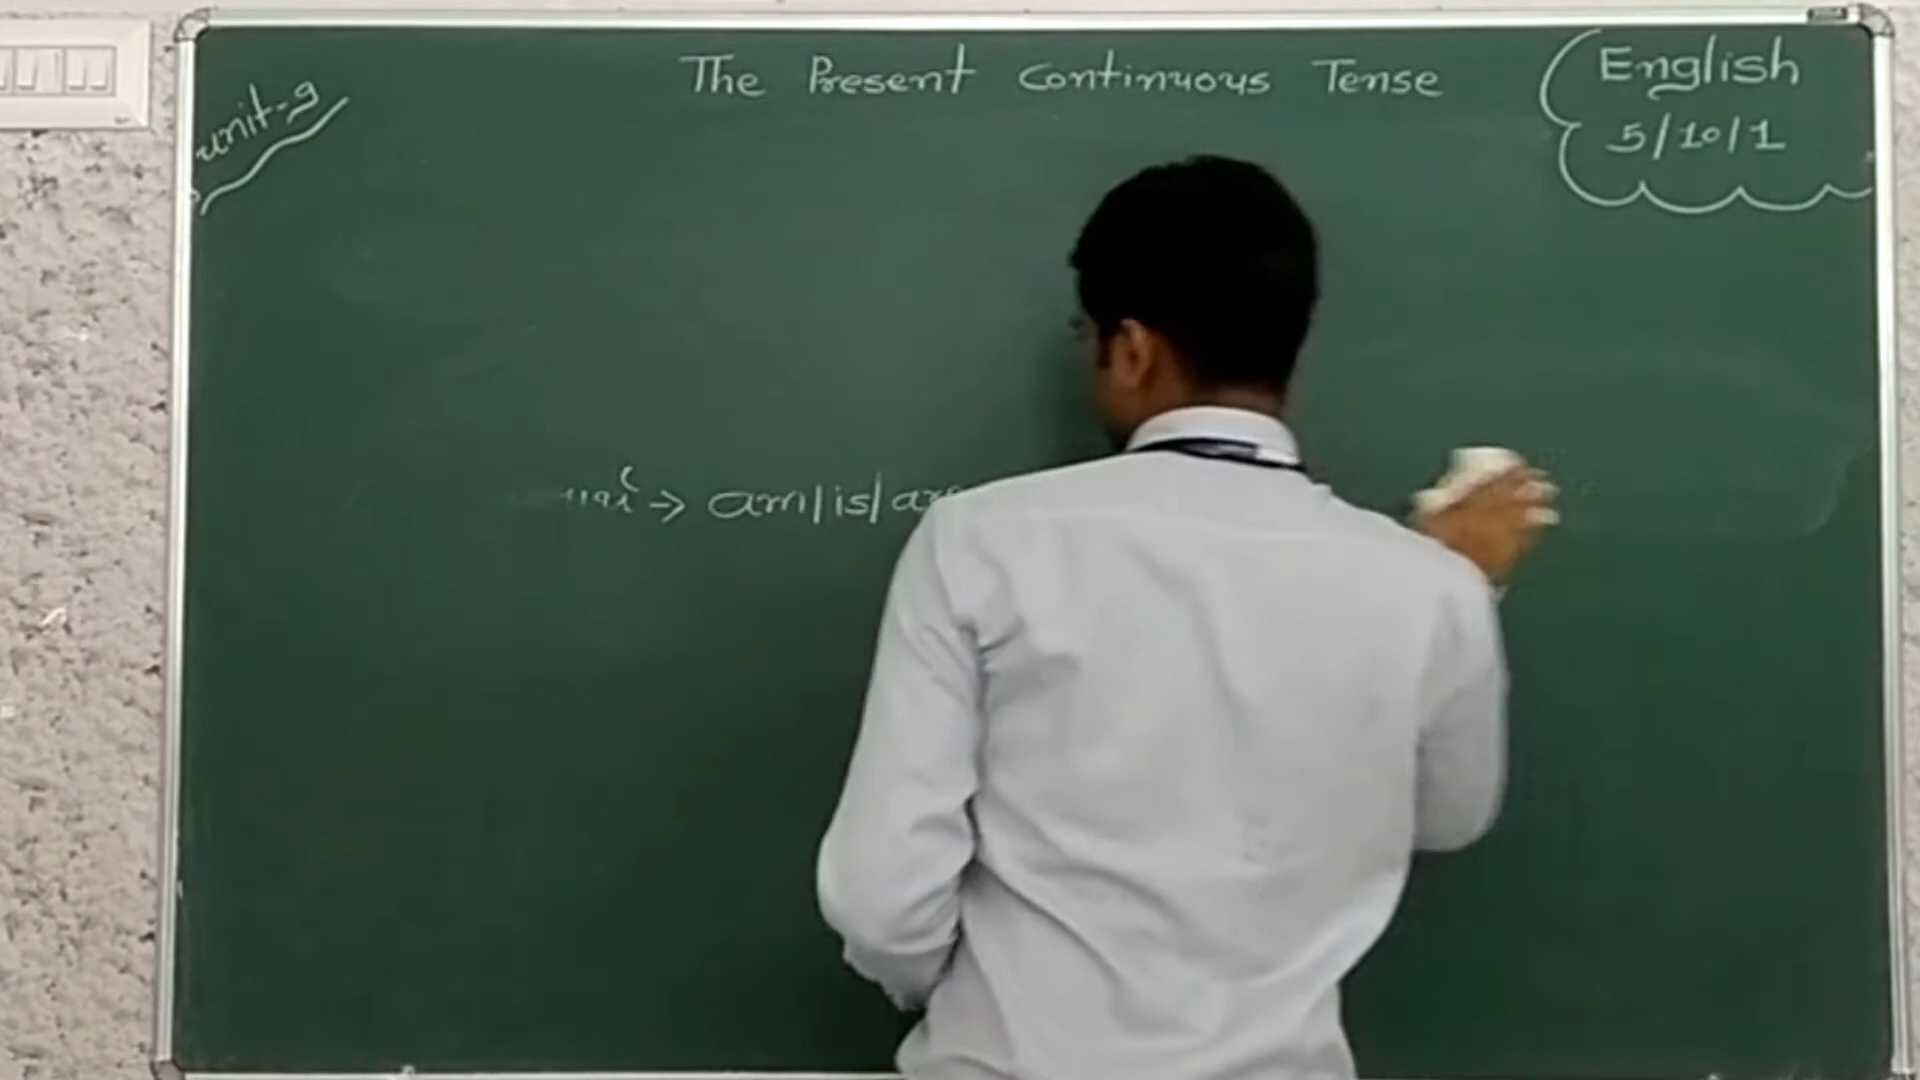 The Present Continuous Tense
English
5/10/1
unit-9
→ am/is/